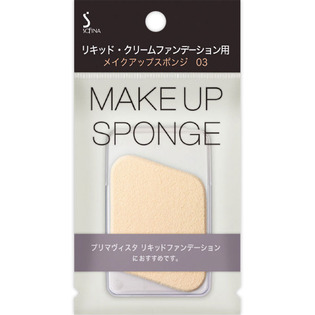 SOFINA
リキッド・クリームファンデーション用
メイクアップスポンジ 03
MAKE UP
SPONGE
プリマヴィスタ リキッドファンデーション
におすすめです。